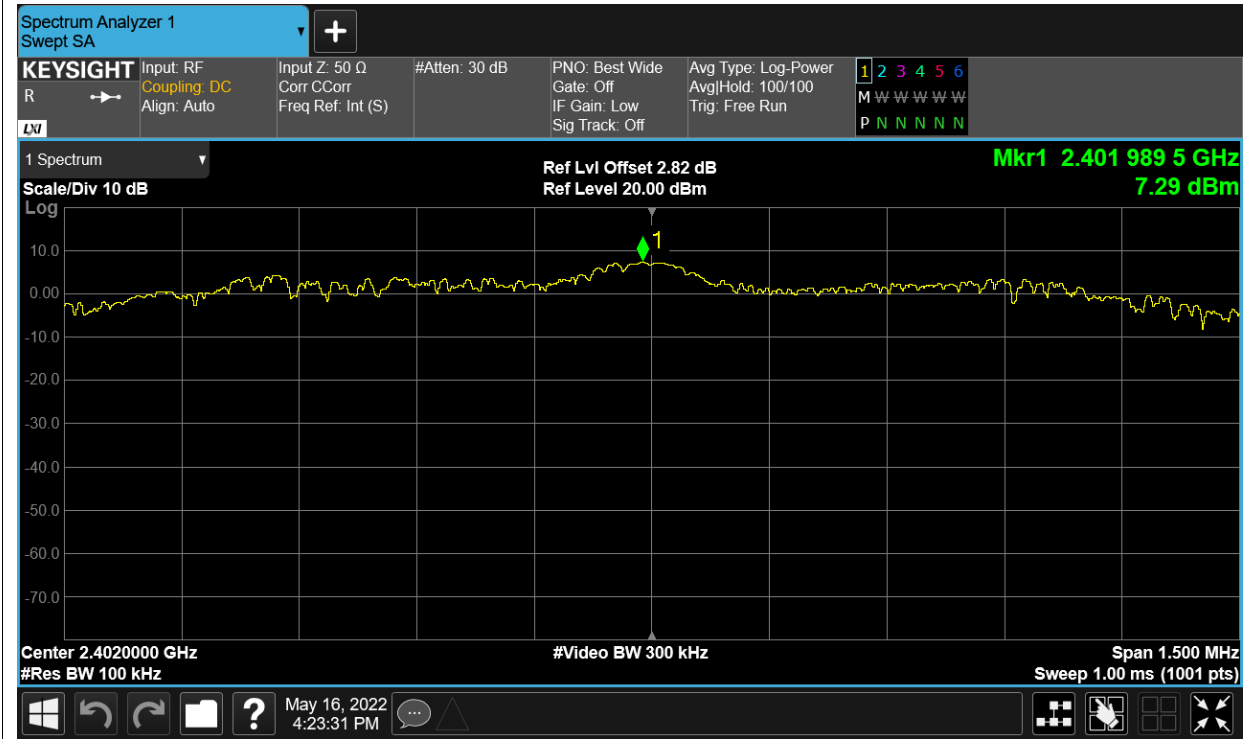 Spectrum Analyzer 1
Swept SA
KEYSIGHT
R
LXI
Input: RF
Coupling: DC
Align: Auto
Input Z: 50 Ω
Corr CCorr
Freq Ref: Int (S)
#Atten: 30 dB
PNO: Best Wide
Gate: Off
IF Gain: Low
Sig Track: Off
Avg Type: Log-Power
Avg|Hold: 100/100
Trig: Free Run
1 2 3 4 5 6
M W W W W W
P N N N N N
1 Spectrum
Scale/Div 10 dB
Log
Ref Lvl Offset 2.82 dB
Ref Level 20.00 dBm
Mkr1 2.401 989 5 GHz
7.29 dBm
1
10.0
0.00
-10.0
-20.0
-30.0
-40.0
-50.0
-60.0
-70.0
Center 2.4020000 GHz
#Res BW 100 kHz
#Video BW 300 kHz
Span 1.500 MHz
Sweep 1.00 ms (1001 pts)
?
May 16, 2022
4:23:31 PM